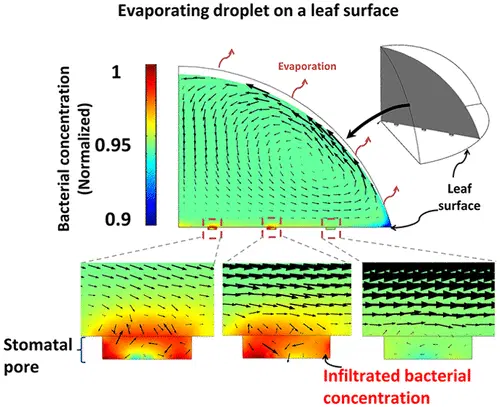 Evaporating droplet on a leaf surface
Bacterial concentration
(Normalized)
1
0.95
0.9
Evaporation
Leaf
surface
Stomatal
pore
Infiltrated bacterial
concentration